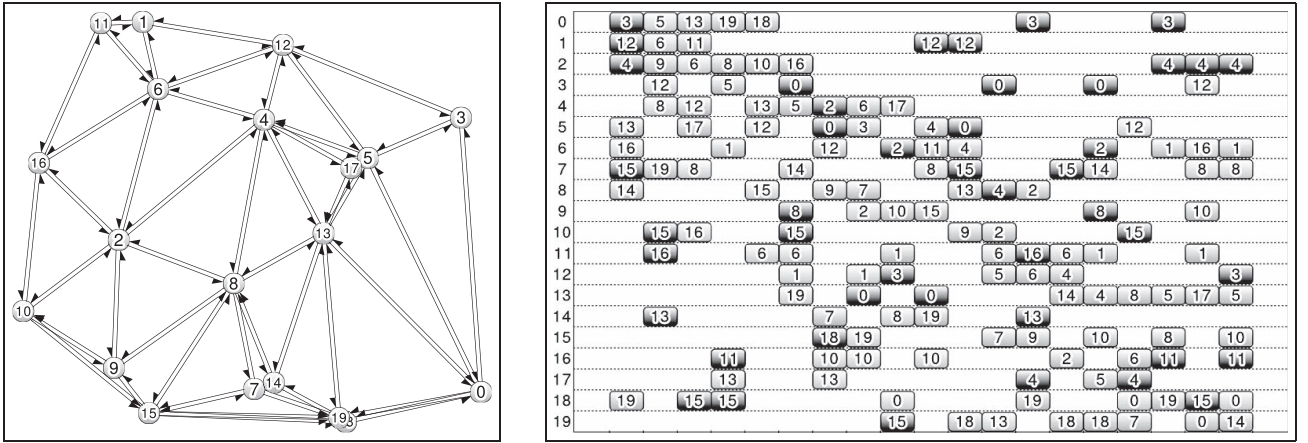 11 1
12
6
4
3
5
17
16
2
13
8
10
9
7 14
0
15
19
0 3 5 13 19 18 3 3
1 12 6 11 12 12
2 4 9 6 8 10 16 4 4 4
3 12 5 0 0 0 12
4 8 12 13 5 2 6 17
5 13 17 12 0 3 4 0 12
6 16 1 12 2 11 4 2 1 16 1
7 15 19 8 14 8 15 15 14 8 8
8 14 15 9 7 13 4 2
9 8 2 10 15 8 10
10 15 16 15 9 2 15
11 16 6 6 1 6 16 6 1 1
12 1 1 3 5 6 4 3
13 19 0 0 14 4 8 5 17 5
14 13 7 8 19 13
15 18 19 7 9 10 8 10
16 11 10 10 10 2 6 11 11
17 13 13 4 5 4
18 19 15 15 0 19 0 19 15 0
19 15 18 13 18 18 7 0 14